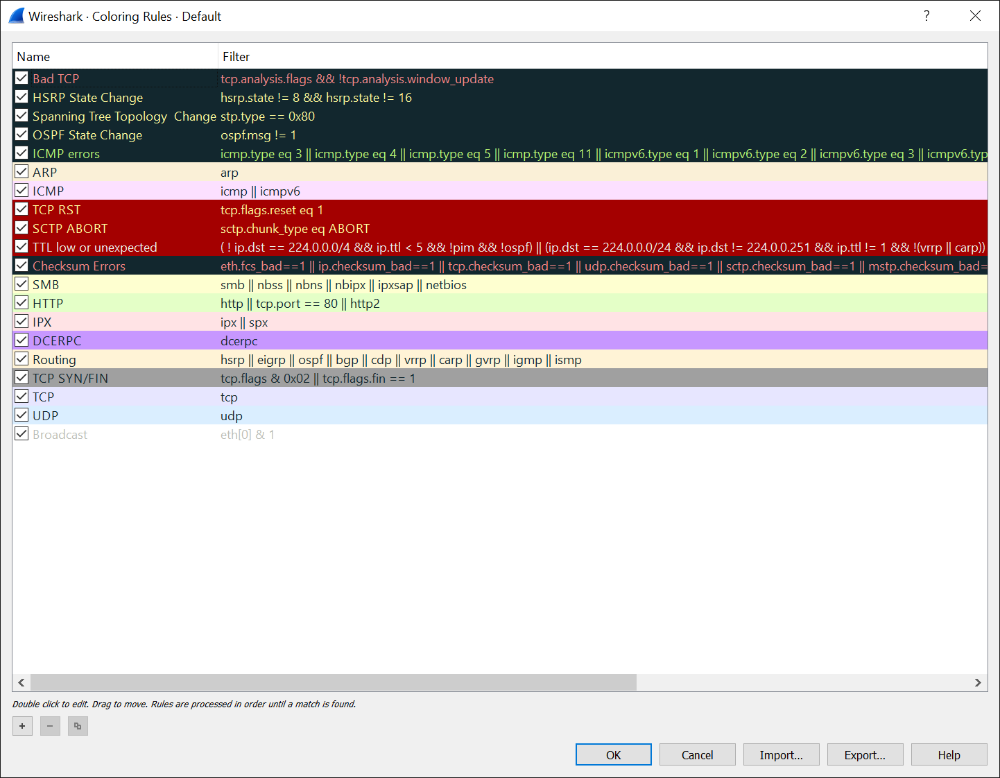 Wireshark · Coloring Rules · Default
Name Filter
Bad TCP tcp.analysis.flags && !tcp.analysis.window_update
HSRP State Change hsrp.state != 8 && hsrp.state != 16
Spanning Tree Topology  Change stp.type == 0x80
OSPF State Change ospf.msg != 1
ICMP errors icmp.type eq 3 || icmp.type eq 4 || icmp.type eq 5 || icmp.type eq 11 || icmpv6.type eq 1 || icmpv6.type eq 2 || icmpv6.type eq 3 || icmpv6.typ
ARP arp
ICMP icmp || icmpv6
TCP RST tcp.flags.reset eq 1
SCTP ABORT sctp.chunk_type eq ABORT
TTL low or unexpected ( ! ip.dst == 224.0.0.0/4 && ip.ttl < 5 && !pim && !ospf) || (ip.dst == 224.0.0.0/24 && ip.dst != 224.0.0.251 && ip.ttl != 1 && !(vrrp || carp))
Checksum Errors eth.fcs_bad==1 || ip.checksum_bad==1 || tcp.checksum_bad==1 || udp.checksum_bad==1 || sctp.checksum_bad==1 || mstp.checksum_bad=
SMB smb || nbss || nbns || nbipx || ipxsap || netbios
HTTP http || tcp.port == 80 || http2
IPX ipx || spx
DCERPC dcerpc
Routing hsrp || eigrp || ospf || bgp || cdp || vrrp || carp || gvrp || igmp || ismp
TCP SYN/FIN tcp.flags & 0x02 || tcp.flags.fin == 1
TCP tcp
UDP udp
Broadcast eth[0] & 1
Double click to edit. Drag to move. Rules are processed in order until a match is found.
OK Cancel Import... Export... Help